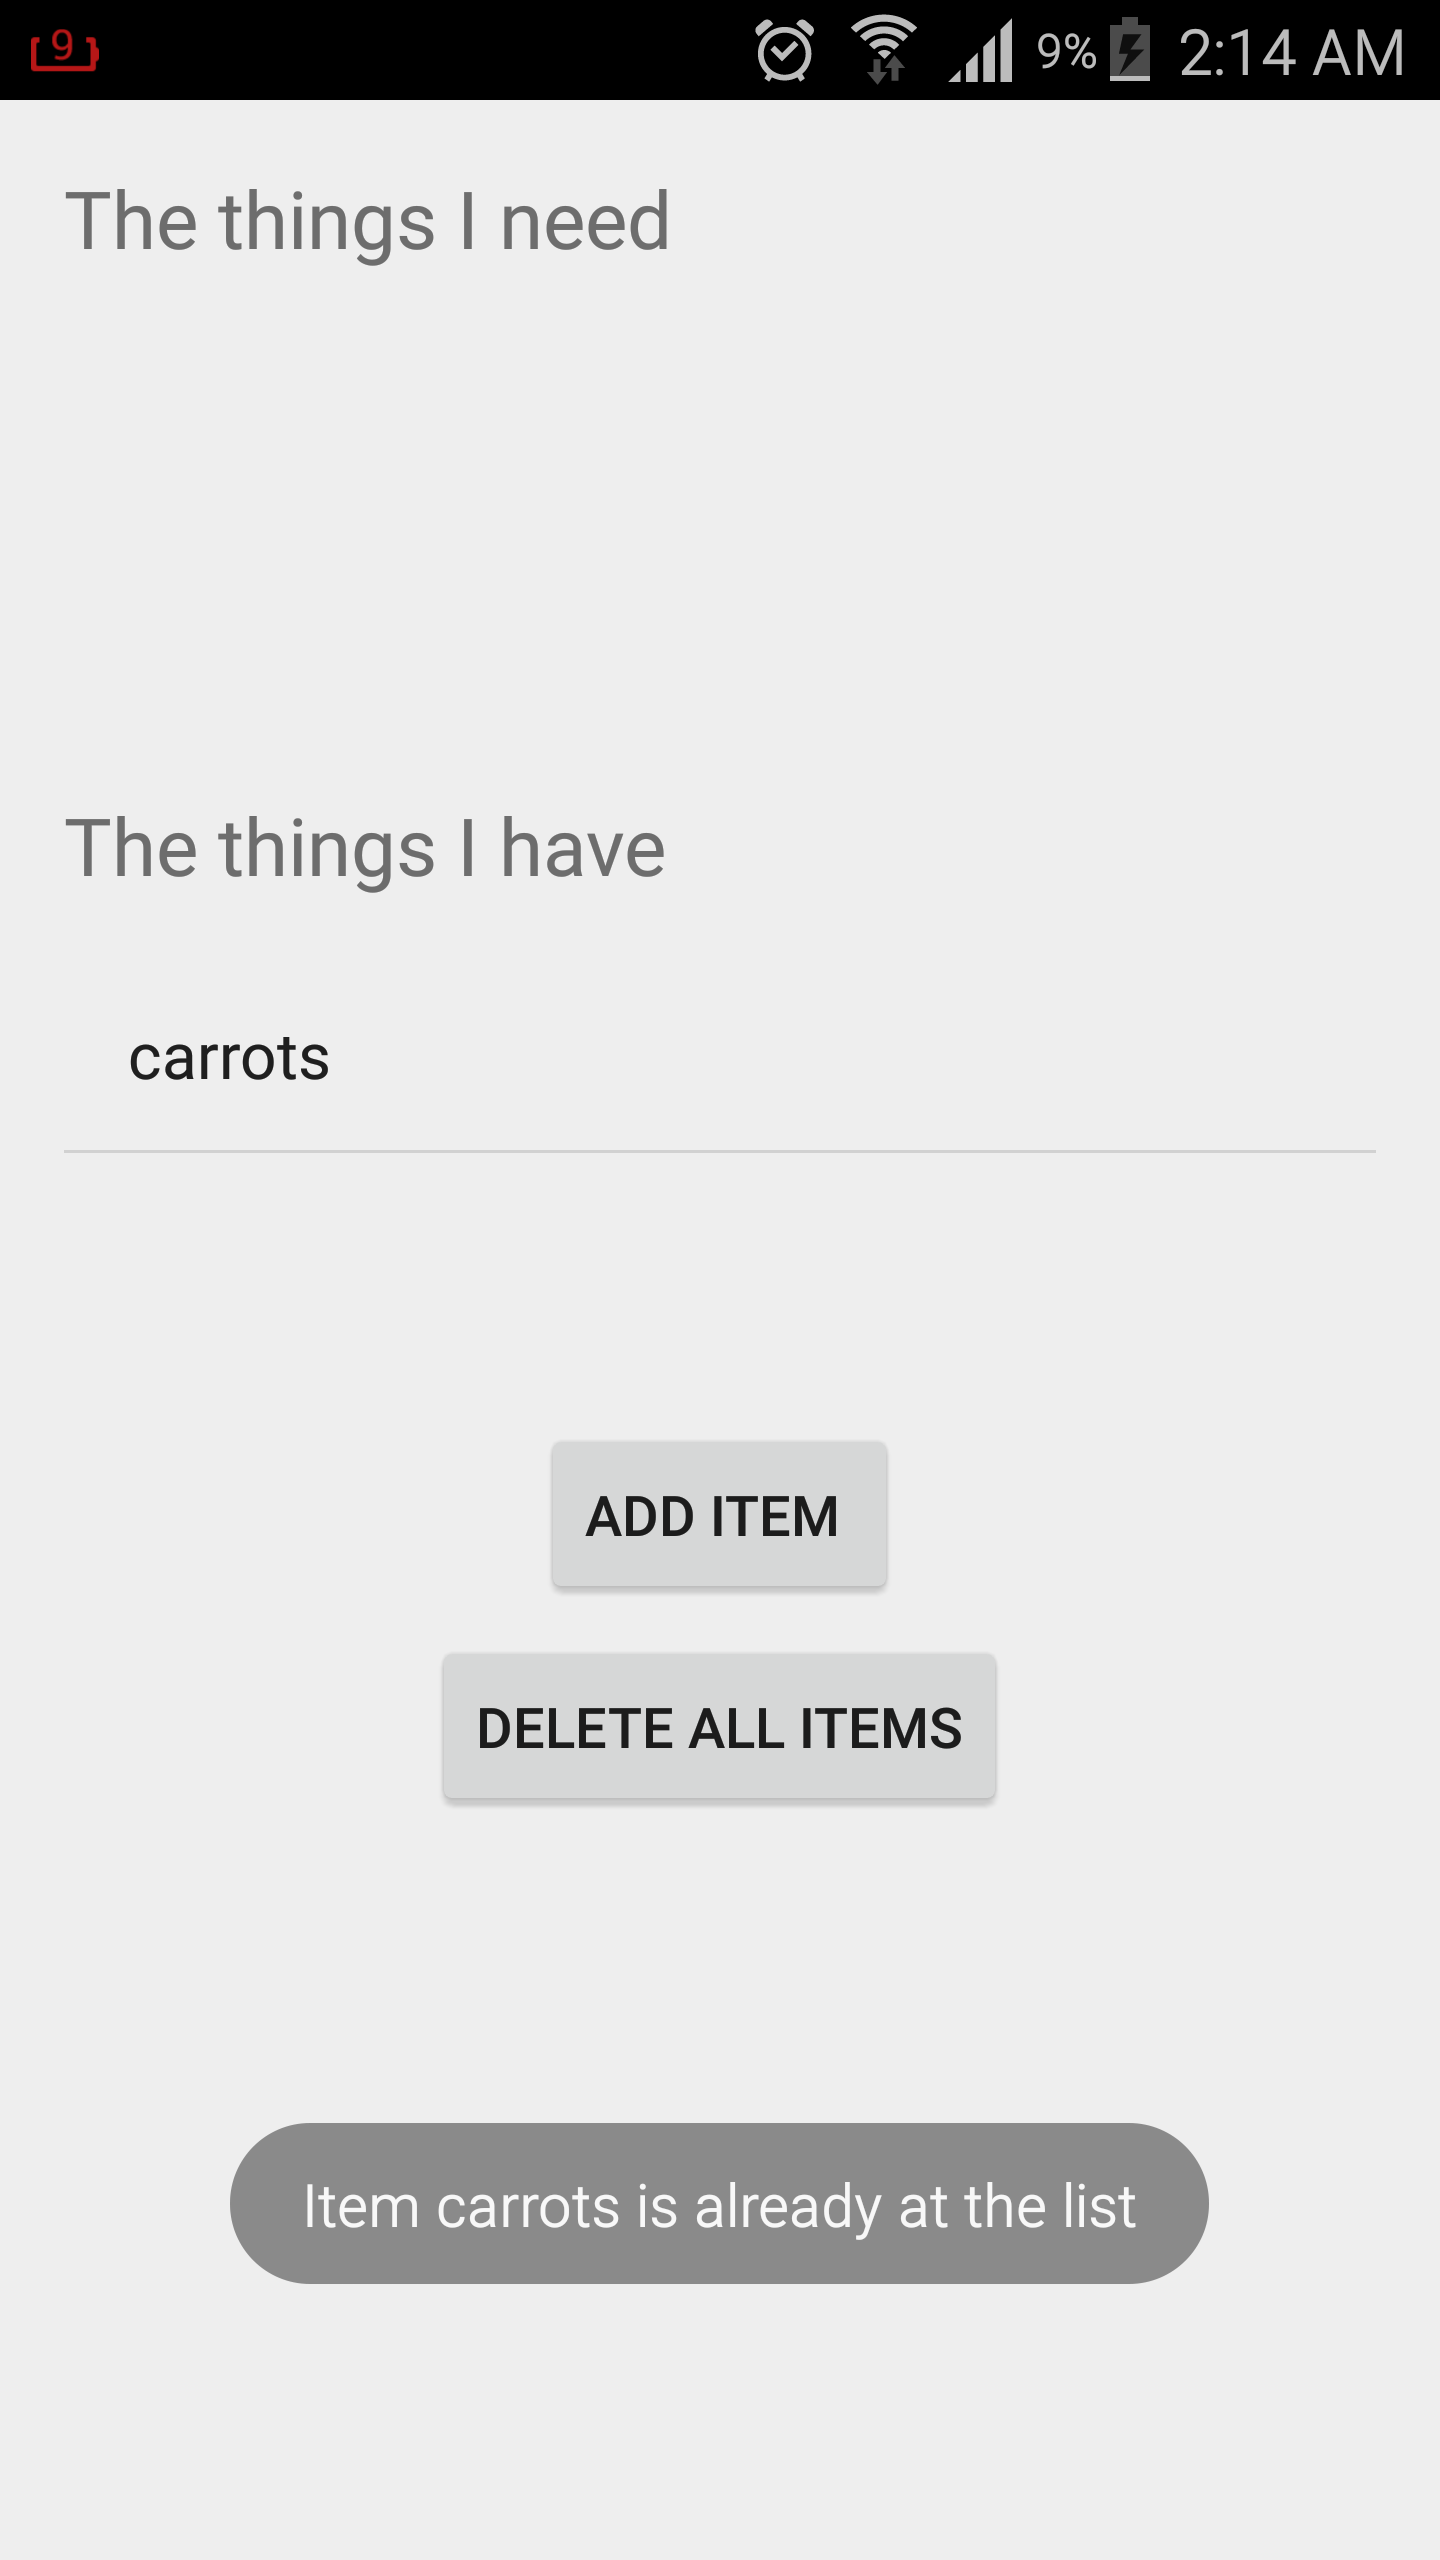 9
9%
2:14 AM
The things I need
The things I have
carrots
ADD ITEM
DELETE ALL ITEMS
Item carrots is already at the list